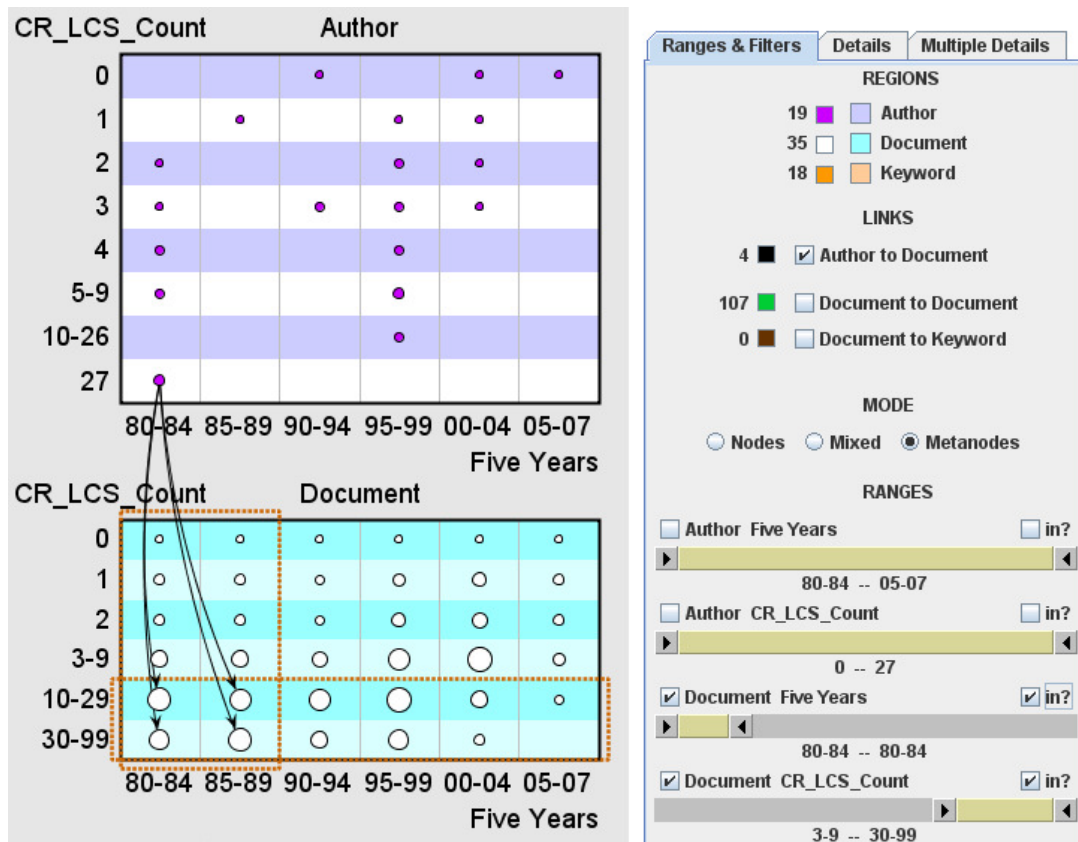 CR_LCS_Count Author
0
1
2
3
4
5-9
10-26
27
80-84 85-89 90-94 95-99 00-04 05-07
Five Years
CR_LCS_Count Document
0
1
2
3-9
10-29
30-99
80-84 85-89 90-94 95-99 00-04 05-07
Five Years
Ranges & Filters Details Multiple Details
REGIONS
19 Author
35 Document
18 Keyword
LINKS
4 Author to Document
107 Document to Document
0 Document to Keyword
MODE
Nodes Mixed Metanodes
RANGES
Author Five Years in?
80-84 -- 05-07
Author CR_LCS_Count in?
0 -- 27
Document Five Years in?
80-84 -- 80-84
Document CR_LCS_Count in?
3-9 -- 30-99